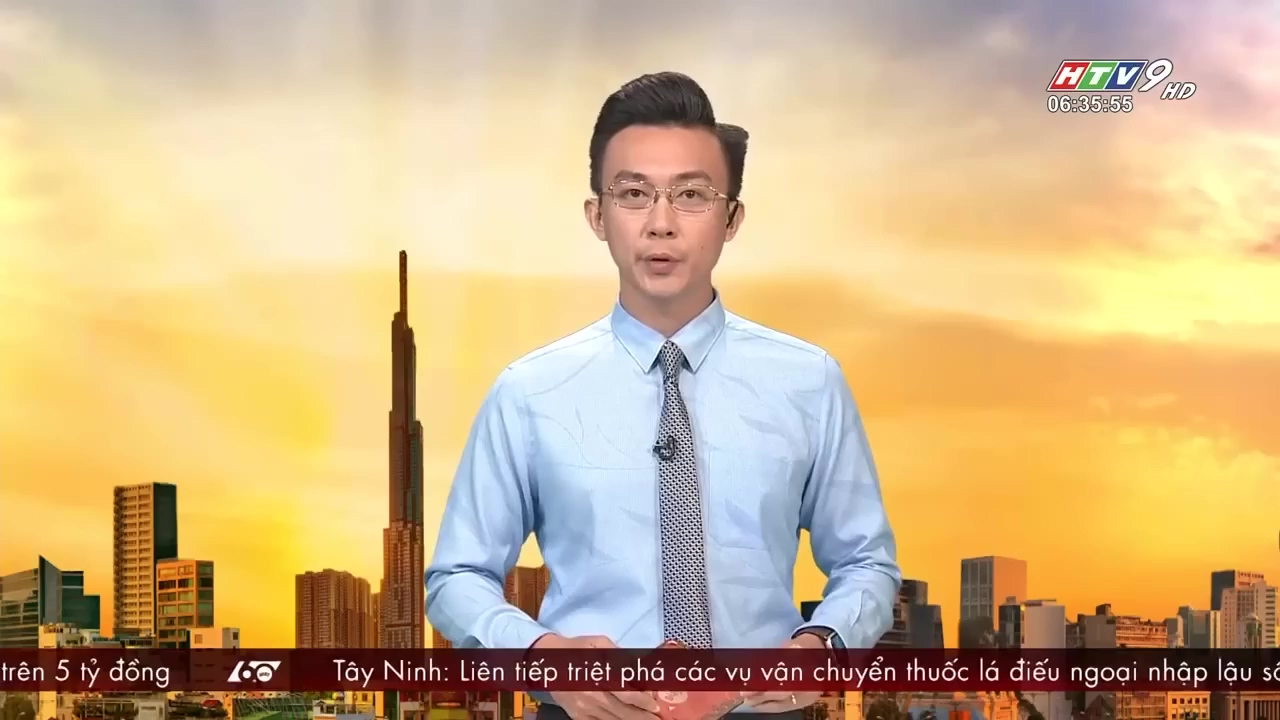 HTV9 HD
06:35:55
trên 5 tỷ đồng 60 Tây Ninh: Liên tiếp triệt phá các vụ vận chuyển thuốc lá điếu ngoại nhập lậu